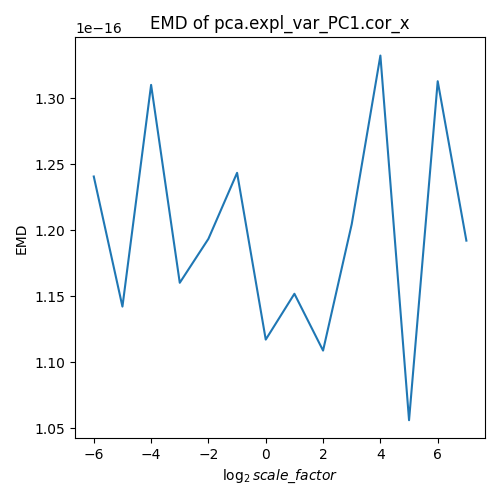 EMD of pca.expl_var_PC1.cor_x
1e−16
1.30
1.25
1.20
1.15
1.10
1.05
EMD
−6 −4 −2 0 2 4 6
log₂ scale_factor